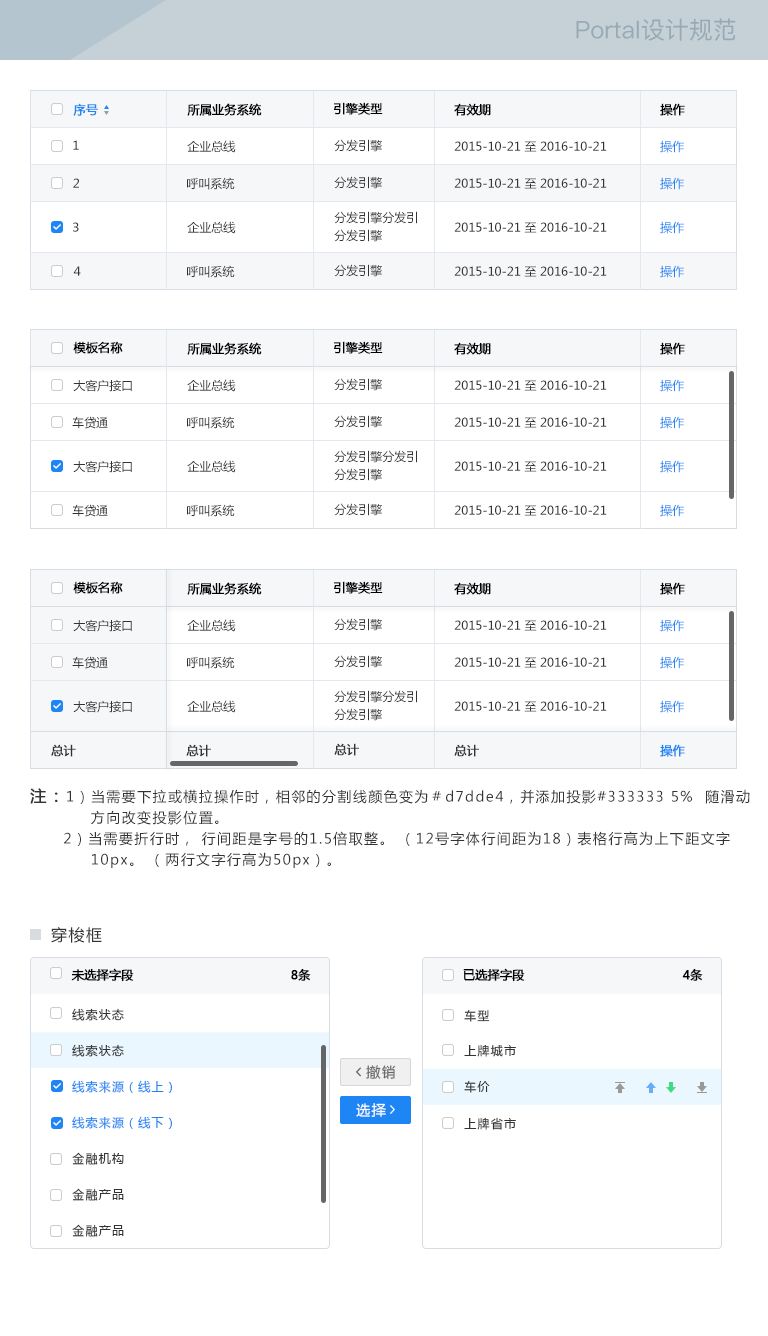 Portal设计规范
序号 所属业务系统 引擎类型 有效期 操作
1 企业总线 分发引擎 2015-10-21 至 2016-10-21 操作
2 呼叫系统 分发引擎 2015-10-21 至 2016-10-21 操作
3 企业总线 分发引擎分发引 2015-10-21 至 2016-10-21 操作
分发引擎
4 呼叫系统 分发引擎 2015-10-21 至 2016-10-21 操作
模板名称 所属业务系统 引擎类型 有效期 操作
大客户接口 企业总线 分发引擎 2015-10-21 至 2016-10-21 操作
车贷通 呼叫系统 分发引擎 2015-10-21 至 2016-10-21 操作
大客户接口 企业总线 分发引擎分发引 2015-10-21 至 2016-10-21 操作
分发引擎
车贷通 呼叫系统 分发引擎 2015-10-21 至 2016-10-21 操作
模板名称 所属业务系统 引擎类型 有效期 操作
大客户接口 企业总线 分发引擎 2015-10-21 至 2016-10-21 操作
车贷通 呼叫系统 分发引擎 2015-10-21 至 2016-10-21 操作
大客户接口 企业总线 分发引擎分发引 2015-10-21 至 2016-10-21 操作
分发引擎
总计 总计 总计 总计 操作
注：1）当需要下拉或横拉操作时，相邻的分割线颜色变为＃d7dde4，并添加投影#333333 5% 随滑动
方向改变投影位置。
2）当需要折行时， 行间距是字号的1.5倍取整。（12号字体行间距为18）表格行高为上下距文字
10px。（两行文字行高为50px）。
穿梭框
未选择字段 8条
线索状态
线索状态
线索来源（线上）
线索来源（线下）
金融机构
金融产品
金融产品
撤销
选择
已选择字段 4条
车型
上牌城市
车价
上牌省市